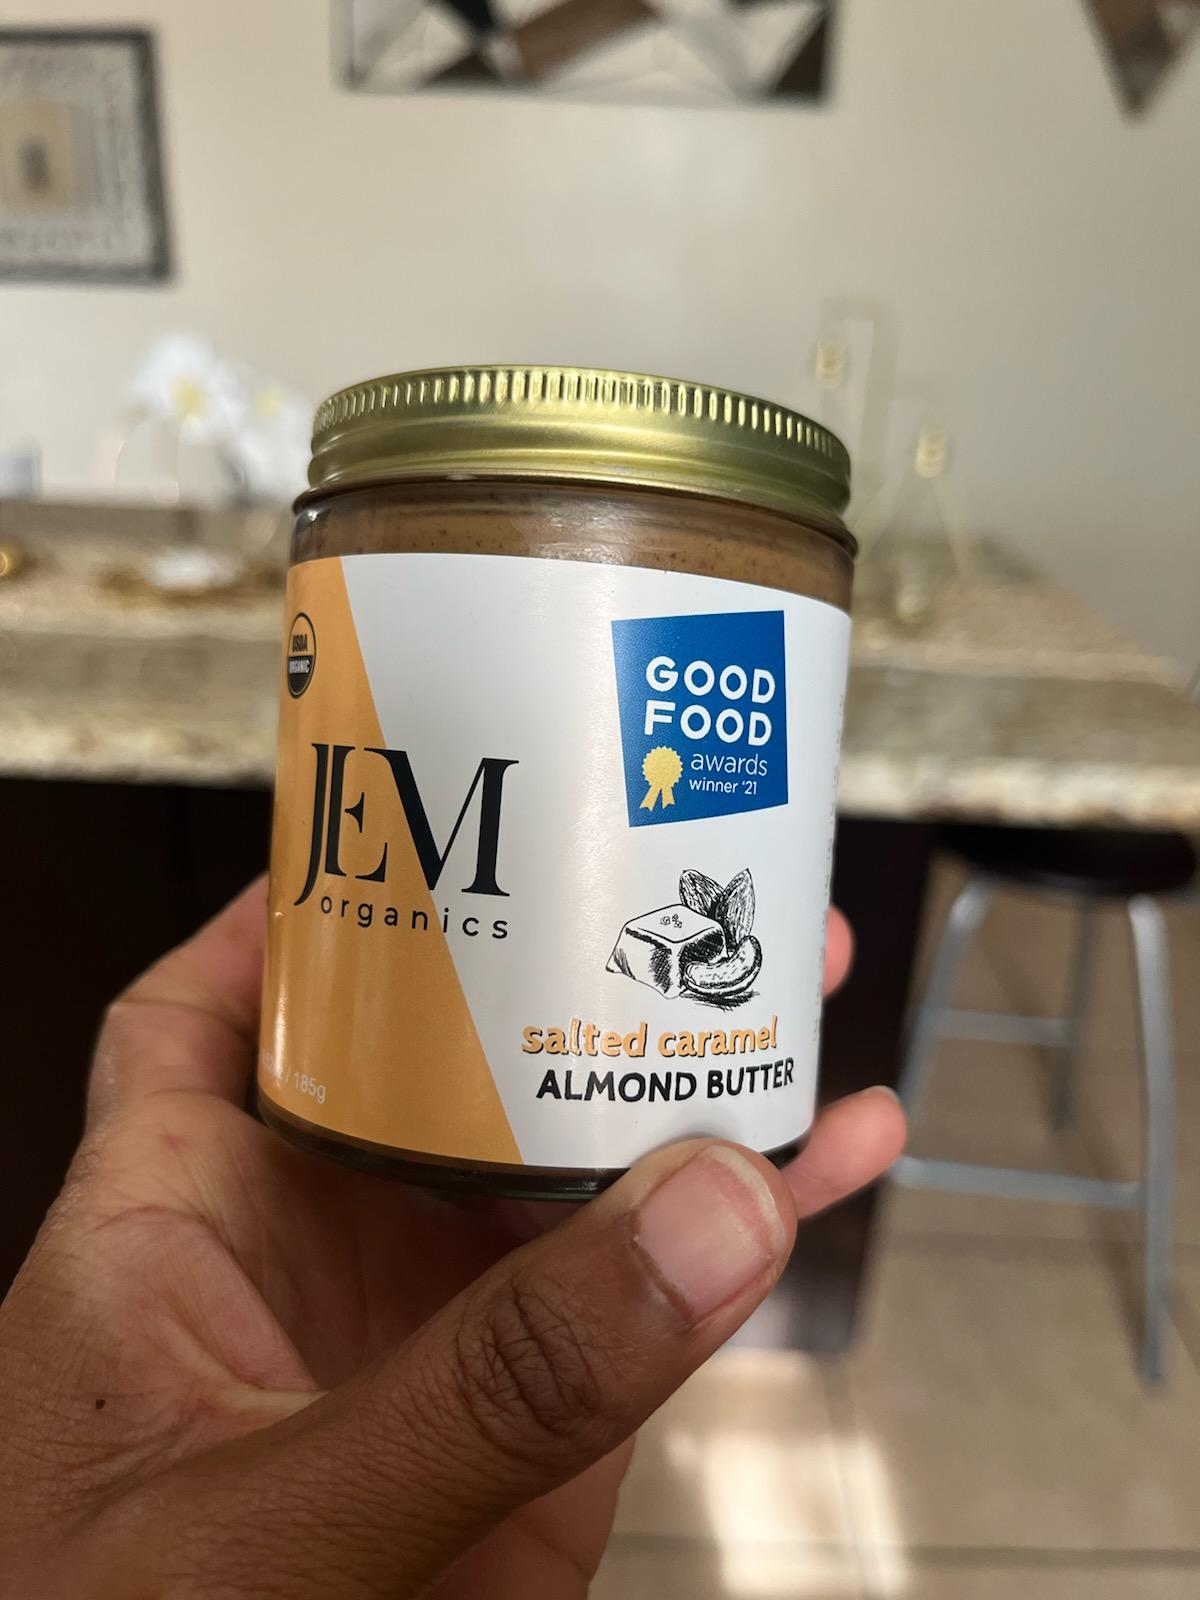 USDA
ORGANIC
JEM
organics
GOOD
FOOD
awards
winner '21
salted caramel
ALMOND BUTTER
/ 185g